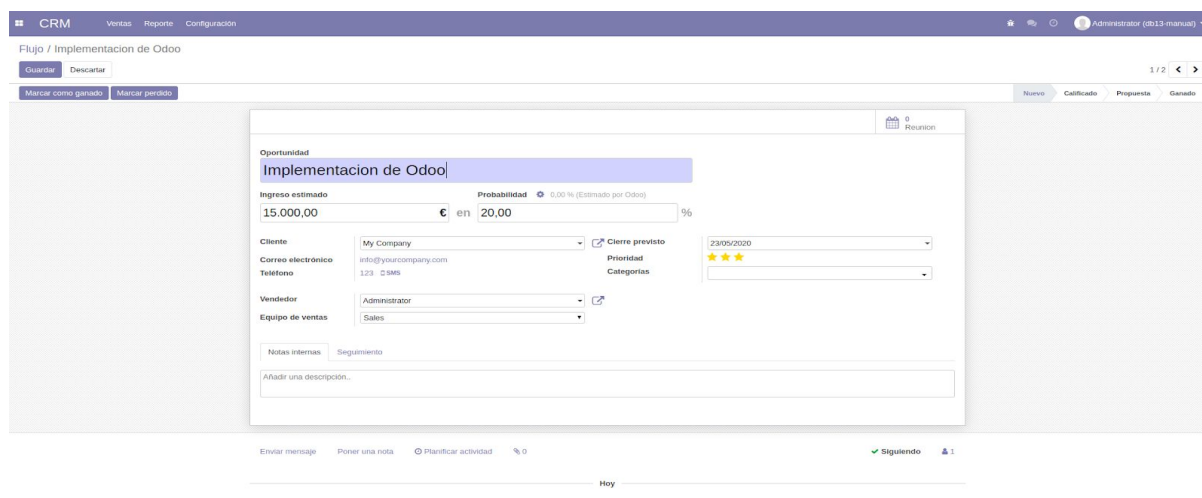 CRM Ventas Reporte Configuración Administrator (db13-manual)
Flujo / Implementacion de Odoo
Guardar Descartar 1 / 2
Marcar como ganado Marcar perdido Nuevo Calificado Propuesta Ganado
0
Reunion
Oportunidad
Implementacion de Odoo
Ingreso estimado Probabilidad 0,00 % (Estimado por Odoo)
15.000,00 € en 20,00 %
Cliente My Company Cierre previsto 23/05/2020
Correo electrónico info@yourcompany.com Prioridad
Teléfono 123 SMS Categorías
Vendedor Administrator
Equipo de ventas Sales
Notas internas Seguimiento
Añadir una descripción..
Enviar mensaje Poner una nota Planificar actividad 0 Siguiendo 1
Hoy